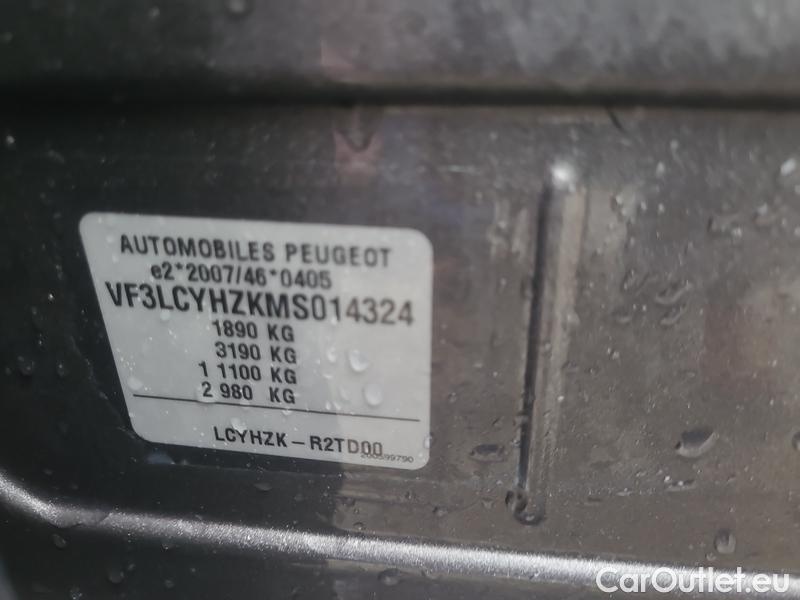 AUTOMOBILES PEUGEOT
e2*2007/46*0405
VF3LCYHZKMS014324
1890 KG
3190 KG
1 1100 KG
2 980 KG
LCYHZK – R2TD00
200599790
CarOutlet.eu